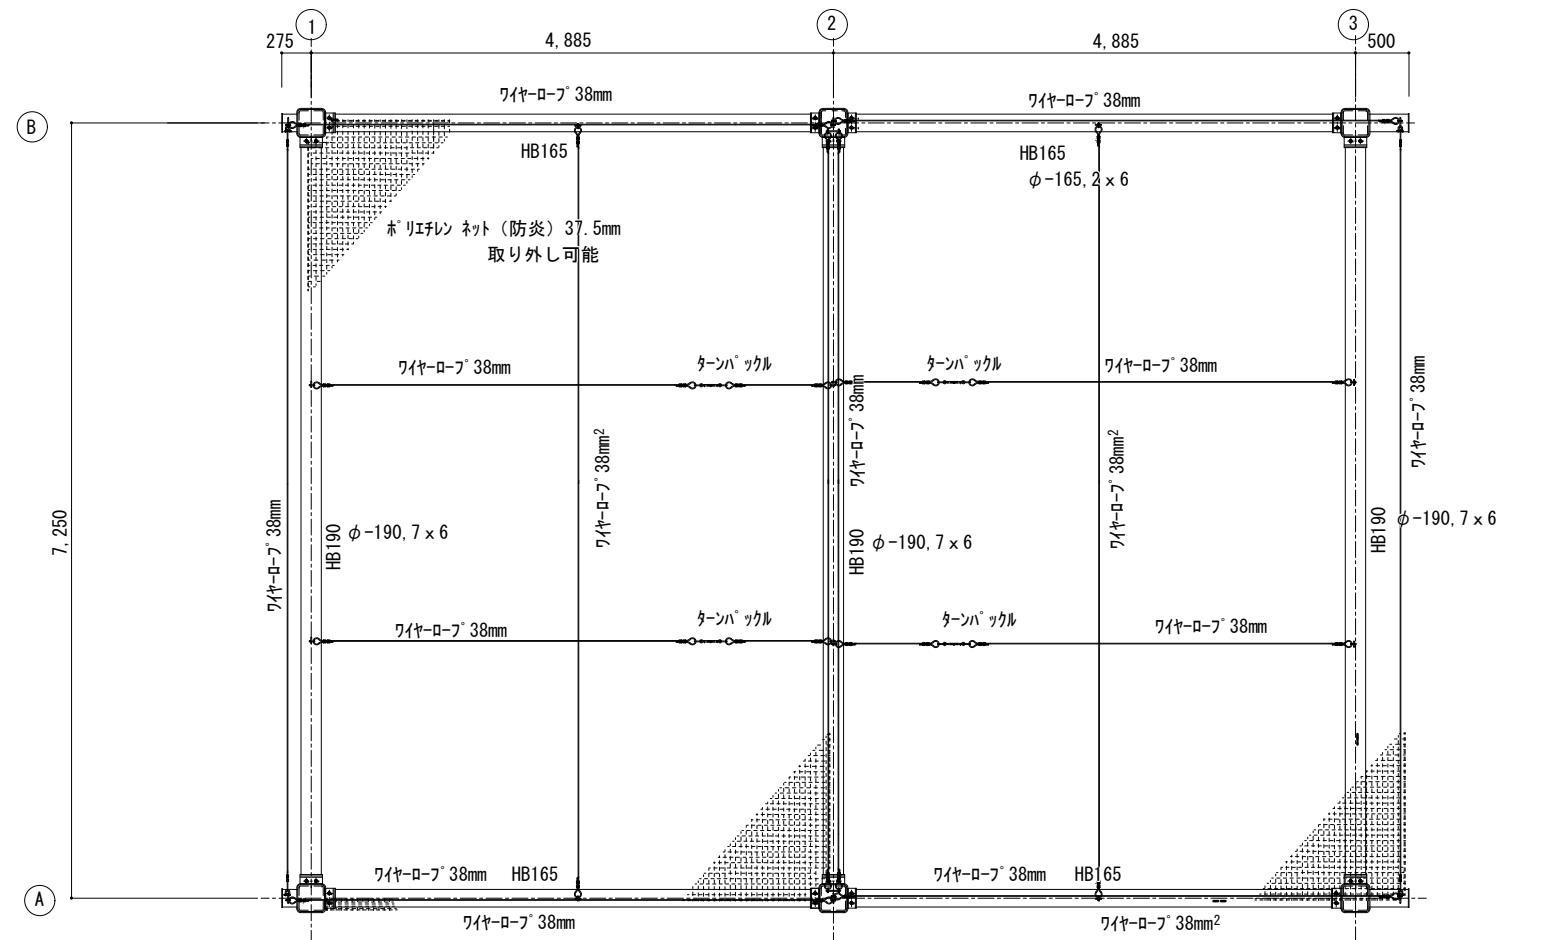 1
2
3
275
4,885
4,885
500
ﾜｲﾔｰﾛｰﾌﾟ38mm
ﾜｲﾔｰﾛｰﾌﾟ38mm
B
HB165
HB165
φ-165,2x6
ﾎﾟﾘｴﾁﾚﾝ ﾈｯﾄ（防炎）37.5mm
取り外し可能
ﾜｲﾔｰﾛｰﾌﾟ38mm
ﾀｰﾝﾊﾞｯｸﾙ
ﾀｰﾝﾊﾞｯｸﾙ
ﾜｲﾔｰﾛｰﾌﾟ38mm
ﾜｲﾔｰﾛｰﾌﾟ38mm
ﾜｲﾔｰﾛｰﾌﾟ38mm
ﾜｲﾔｰﾛｰﾌﾟ38mm²
ﾜｲﾔｰﾛｰﾌﾟ38mm²
7,250
ﾜｲﾔｰﾛｰﾌﾟ38mm
HB190
φ-190,7x6
HB190
φ-190,7x6
HB190
φ-190,7x6
ﾜｲﾔｰﾛｰﾌﾟ38mm
ﾀｰﾝﾊﾞｯｸﾙ
ﾀｰﾝﾊﾞｯｸﾙ
ﾜｲﾔｰﾛｰﾌﾟ38mm
ﾜｲﾔｰﾛｰﾌﾟ38mm
HB165
ﾜｲﾔｰﾛｰﾌﾟ38mm
HB165
A
ﾜｲﾔｰﾛｰﾌﾟ38mm
ﾜｲﾔｰﾛｰﾌﾟ38mm²